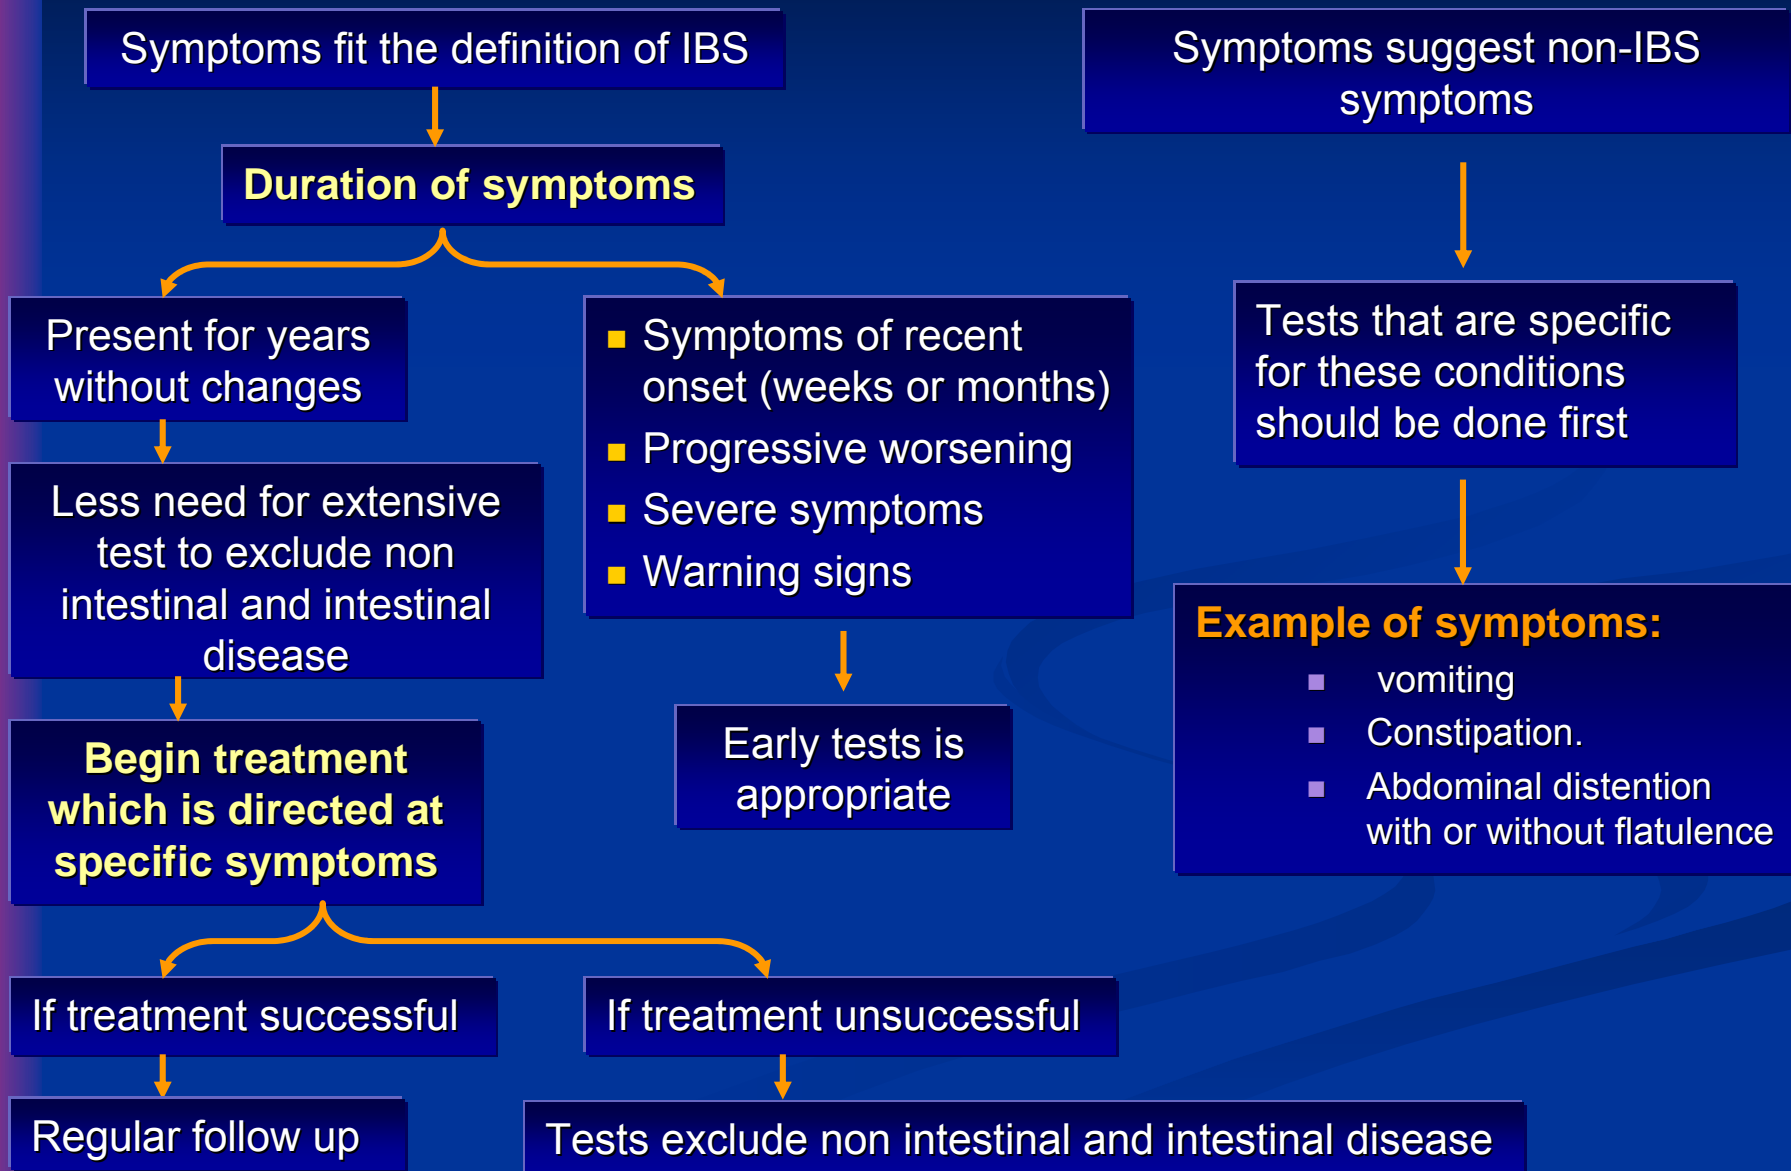 Symptoms fit the definition of IBS
Symptoms suggest non-IBS
symptoms
Duration of symptoms
Present for years
without changes
Symptoms of recent
onset (weeks or months)
Progressive worsening
Severe symptoms
Warning signs
Tests that are specific
for these conditions
should be done first
Less need for extensive
test to exclude non
intestinal and intestinal
disease
Example of symptoms:
vomiting
Constipation.
Abdominal distention
with or without flatulence
Early tests is
appropriate
Begin treatment
which is directed at
specific symptoms
If treatment successful
If treatment unsuccessful
Regular follow up
Tests exclude non intestinal and intestinal disease